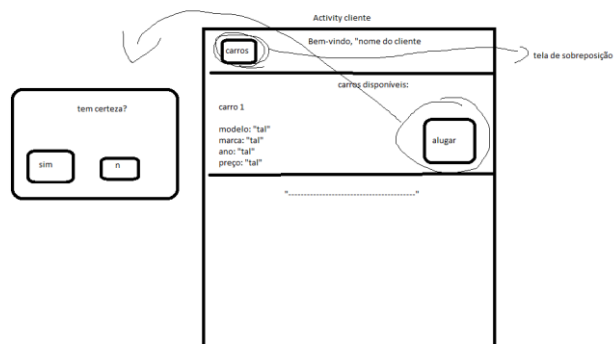 Activity cliente
Bem-vindo, "nome do cliente
carros
tela de sobreposição
carros disponíveis:
tem certeza?
sim
n
carro 1
modelo: "tal"
marca: "tal"
ano: "tal"
preço: "tal"
alugar
"--------------------------------------"